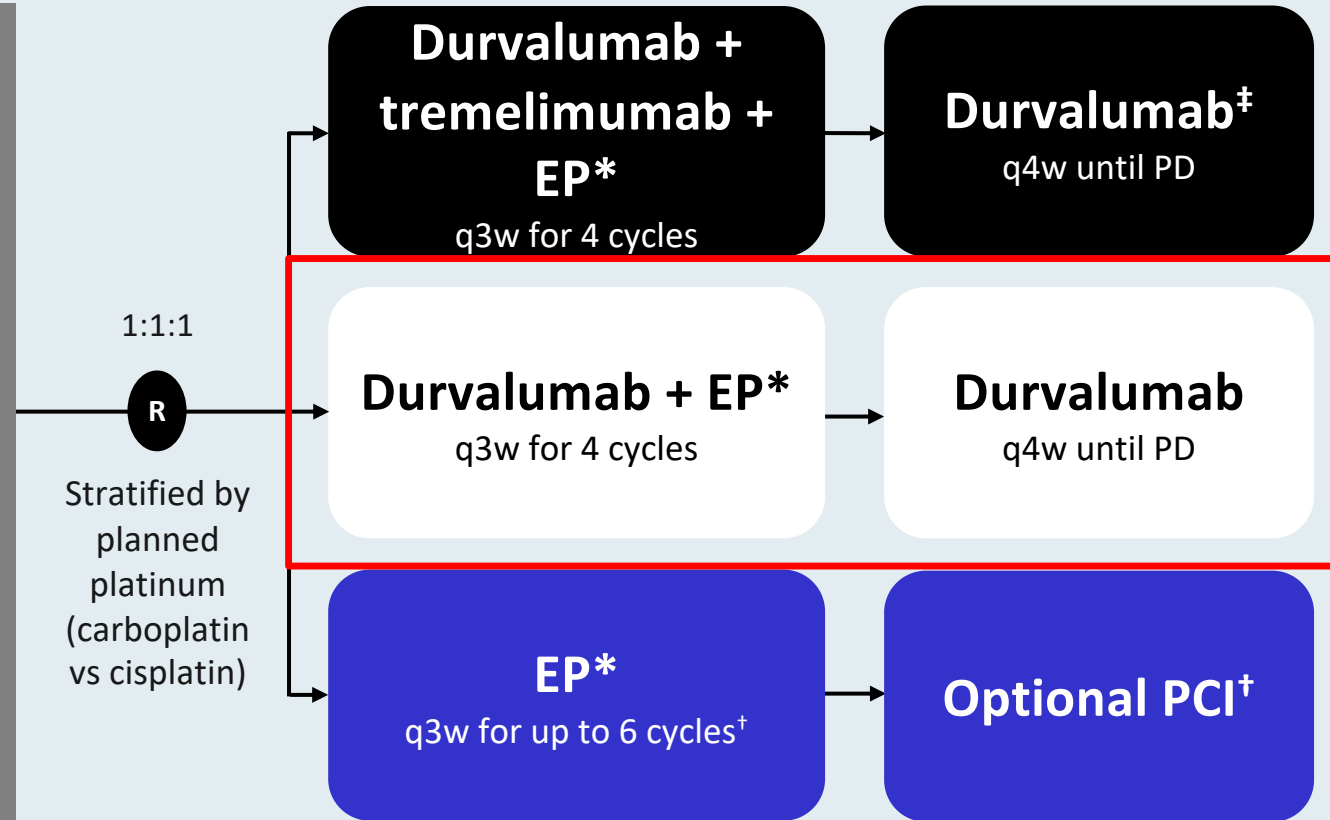 Durvalumab +
tremelimumab +
EP*
q3w for 4 cycles
Durvalumab‡
q4w until PD
1:1:1
R
Stratified by
planned
platinum
(carboplatin
vs cisplatin)
Durvalumab + EP*
q3w for 4 cycles
Durvalumab
q4w until PD
EP*
q3w for up to 6 cycles†
Optional PCI†